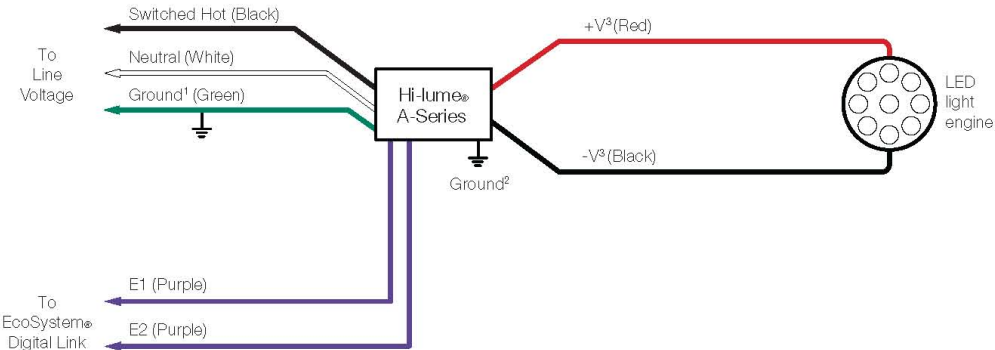 Switched Hot (Black)
To
Line
Voltage
Neutral (White)
Ground¹ (Green)
Hi-lume®
A-Series
Ground²
+V³ (Red)
-V³ (Black)
LED
light
engine
To
EcoSystem®
Digital Link
E1 (Purple)
E2 (Purple)